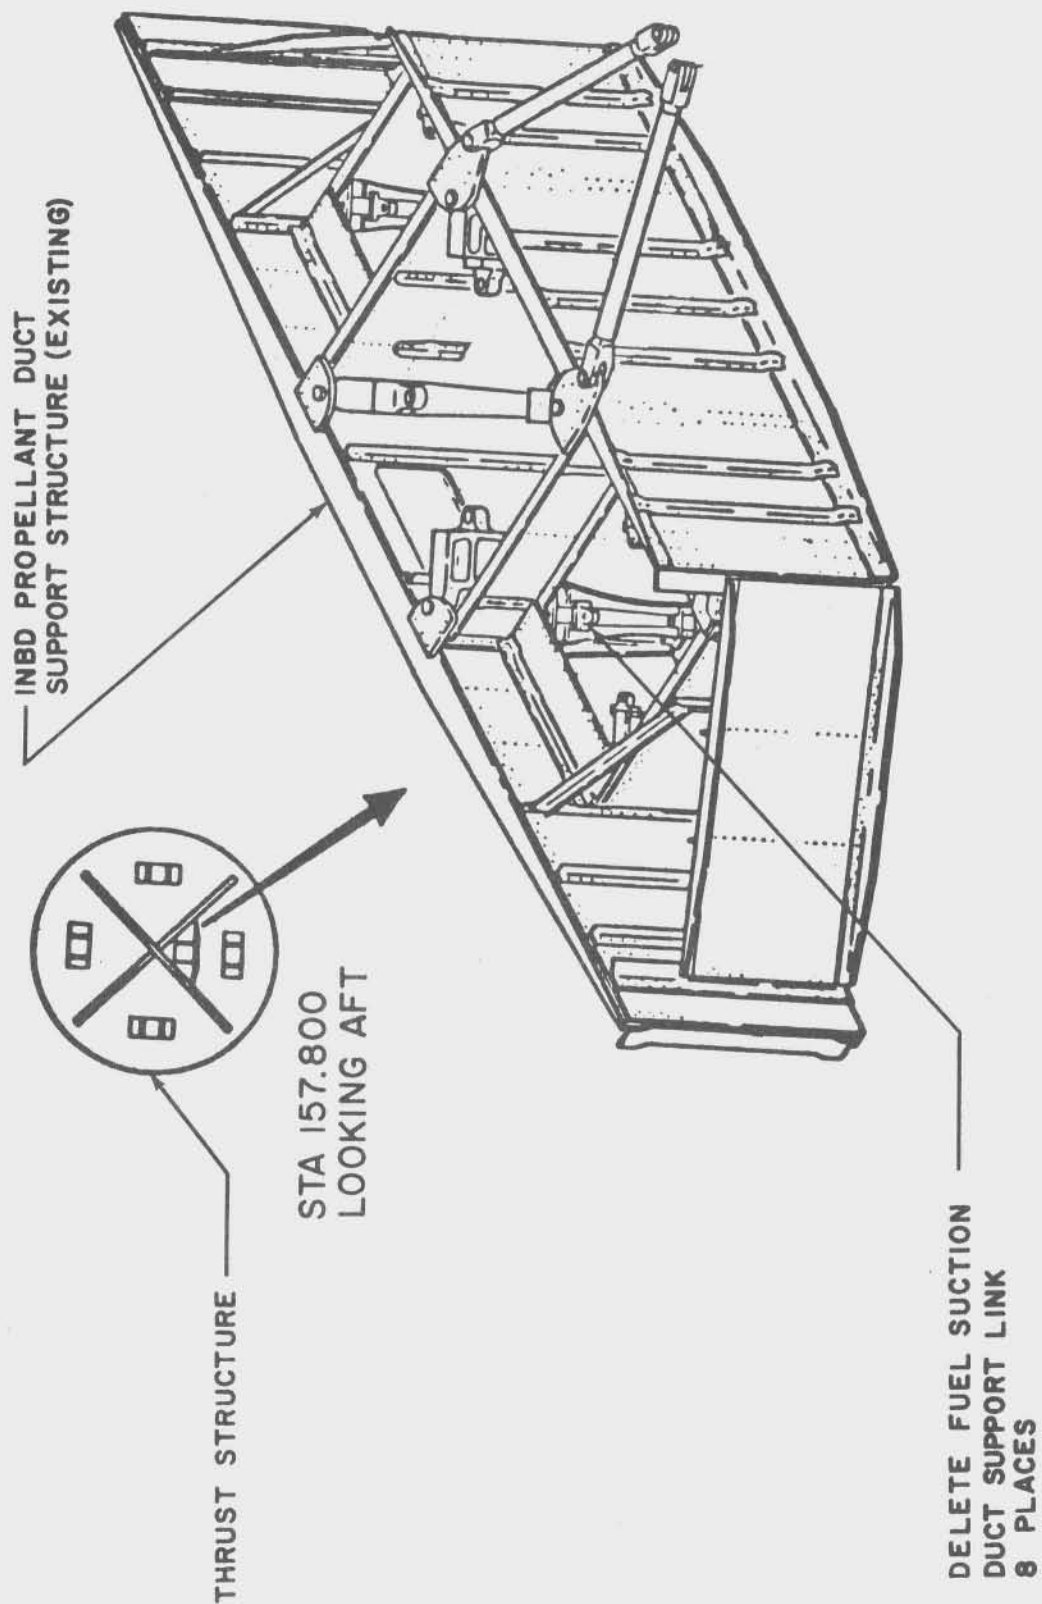 INBD PROPELLANT DUCT
SUPPORT STRUCTURE (EXISTING)
THRUST STRUCTURE
STA 157.800
LOOKING AFT
DELETE FUEL SUCTION
DUCT SUPPORT LINK
8 PLACES